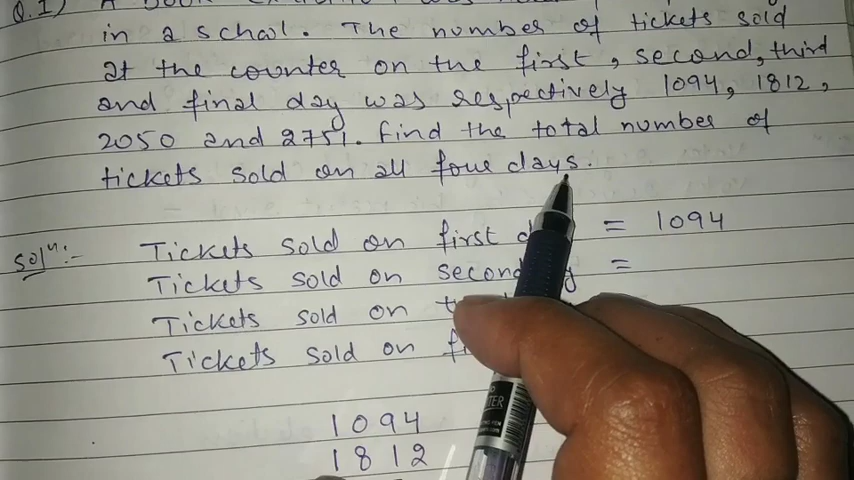 Q.1) A book
in a school. The number of tickets sold
at the counter on the first, second, third
and final day was respectively 1094, 1812,
2050 and 2751. Find the total number of
tickets sold on all four days.
Solⁿ:- Tickets sold on first d = 1094
Tickets sold on second y =
Tickets sold on
Tickets sold on
1094
1812